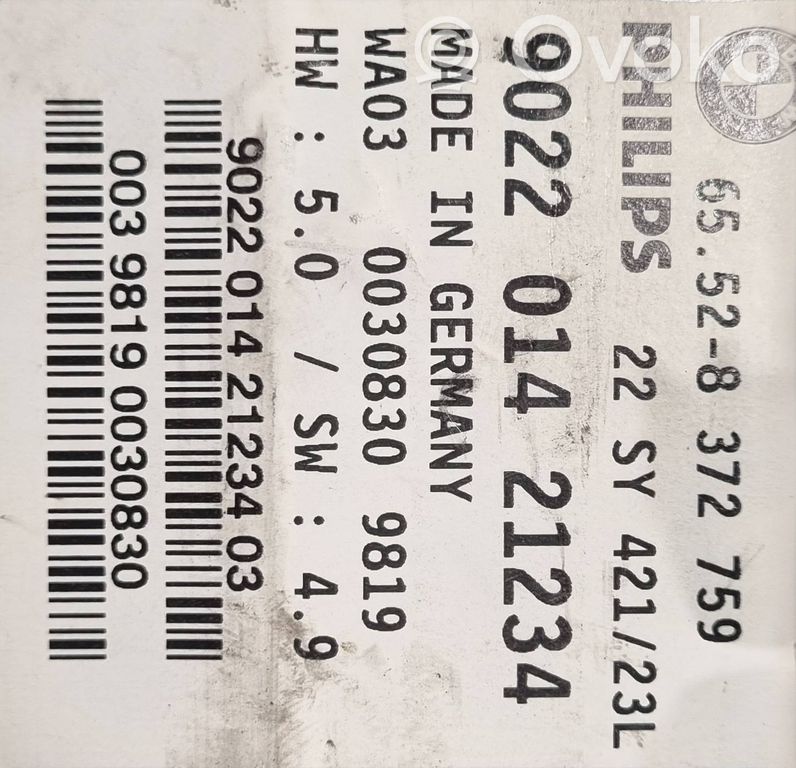 65.52-8 372 759
PHILIPS 22 SY 421/23L
9022 014 21234
MADE IN GERMANY
WA03 0030830 9819
HW : 5.0 / SW : 4.9
9022 014 21234 03
003 9819 0030830
Ovoko